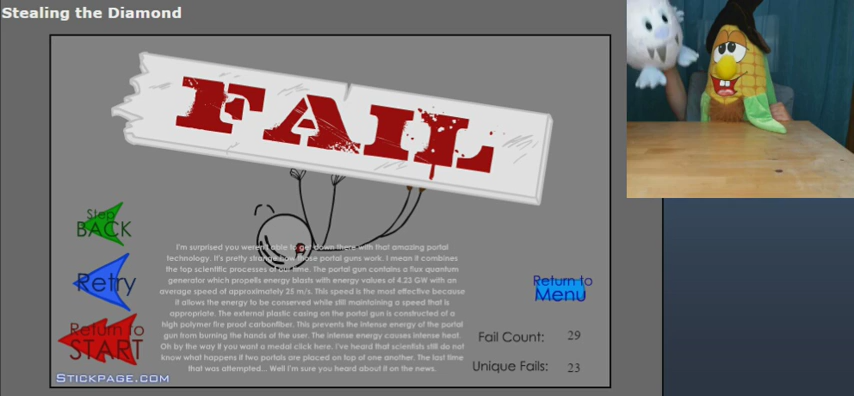 Stealing the Diamond
FAIL
Step
BACK
Retry
Return to
START
I'm surprised you weren't able to get down there with that amazing portal
technology. It's pretty strange how those portal guns work. I mean it combines
the top scientific processes of our time. The portal gun contains a flux quantum
generator which propells energy blasts with energy values of 4.22 GW with an
average speed of approximately 25 m/s. This speed is the most effective because
it allows the energy to be conserved while still maintaining a speed that is
appropriate. The external plastic casing on the portal gun is constructed of a
high polymer fire proof carbonfiber. This prevents the intense energy of the portal
gun from burning the hands of the user. The intense energy causes intense heat.
Oh by the way if you want a medal click here. I've heard that scientists still do not
know what happens if two portals are placed on top of one another. The last time
that was attempted... Well I'm sure you heard about it on the news.
Return to
Menu
Fail Count: 29
Unique Fails: 23
STICKPAGE.COM